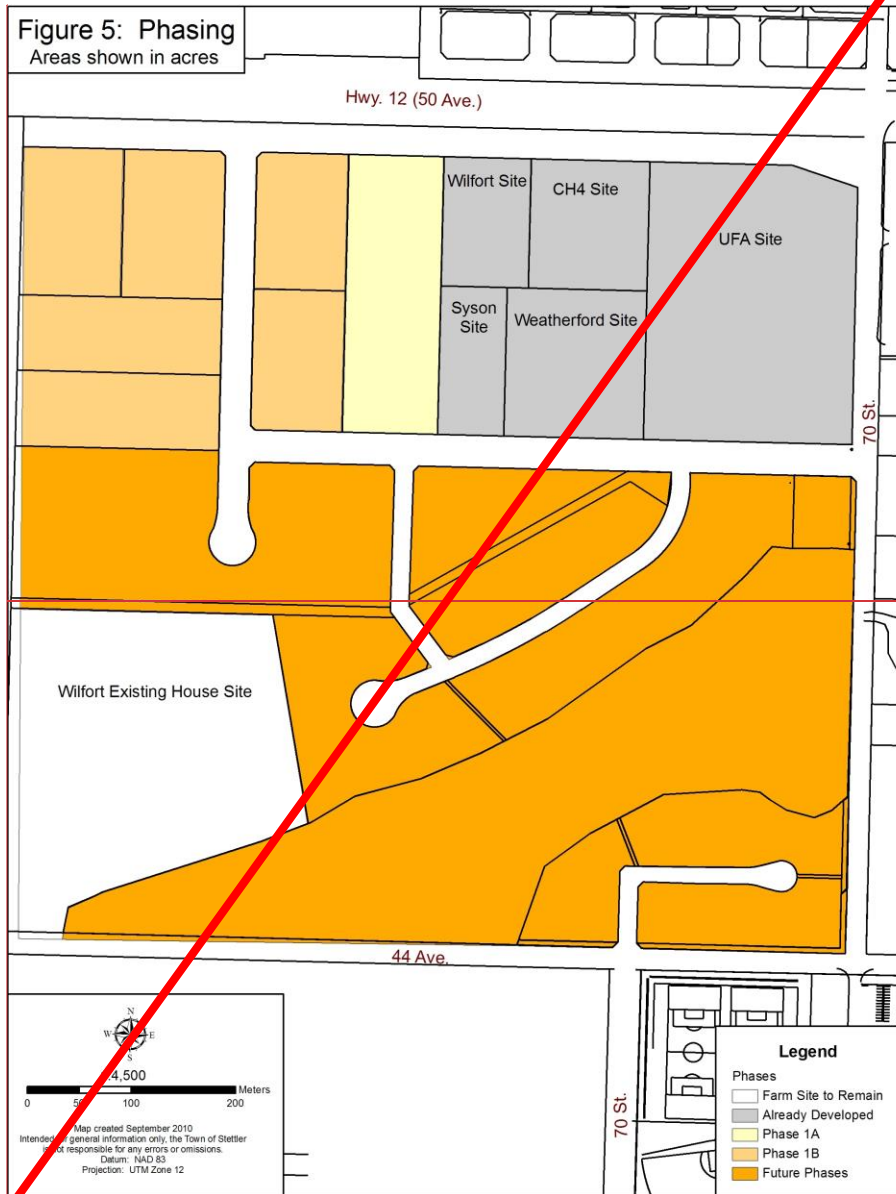 Figure 5: Phasing
Areas shown in acres
Hwy. 12 (50 Ave.)
Wilfort Site
CH4 Site
UFA Site
Syson
Site
Weatherford Site
70 St.
Wilfort Existing House Site
44 Ave.
N
W
E
S
4,500
Meters
0
100
200
Map created September 2010
Intended general information only, the Town of Stettler
not responsible for any errors or omissions.
Datum: NAD 83
Projection: UTM Zone 12
70 St.
Legend
Phases
Farm Site to Remain
Already Developed
Phase 1A
Phase 1B
Future Phases